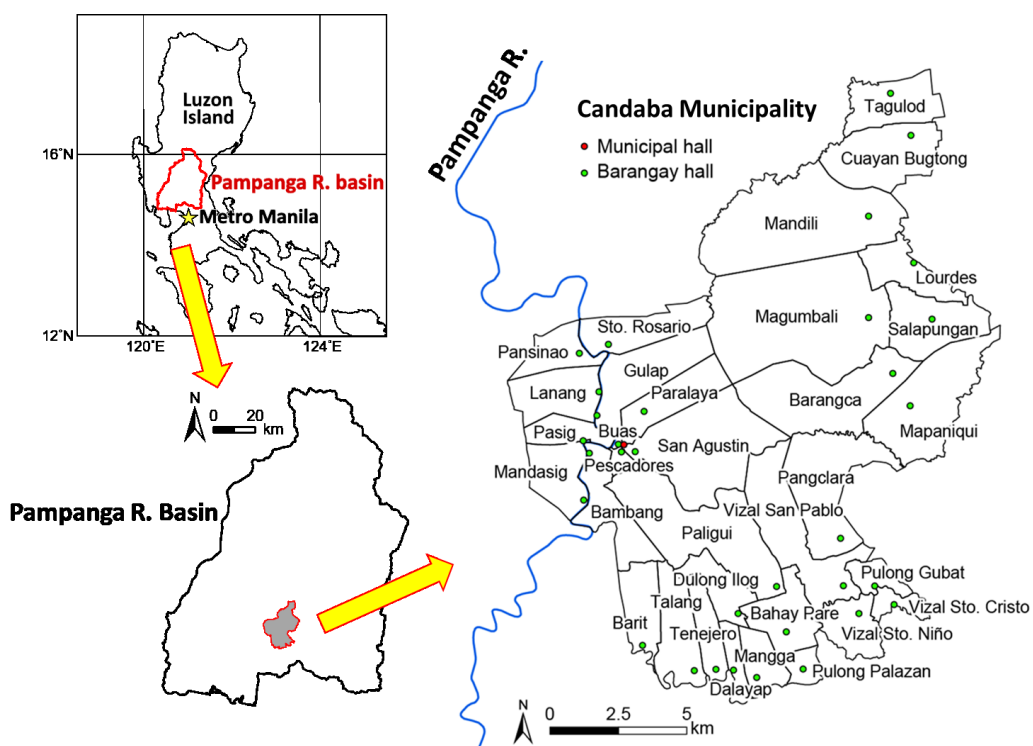 Luzon
Island
16°N
Pampanga R. basin
Metro Manila
12°N
120°E
124°E
N
0 20
km
Pampanga R. Basin
Pampanga R.
Candaba Municipality
Municipal hall
Barangay hall
Tagulod
Cuayan Bugtong
Mandili
Lourdes
Magumbali
Salapungan
Sto. Rosario
Pansinao
Gulap
Lanang
Paralaya
Barangca
Mapaniqui
Buas
Pasig
San Agustin
Mandasig
Pescadores
Pangclara
Bambang
Vizal San Pablo
Paligui
Dulong Ilog
Pulong Gubat
Talang
Bahay Pare
Vizal Sto. Cristo
Barit
Tenejero
Vizal Sto. Niño
Mangga
Pulong Palazan
Dalayap
N
0 2.5 5
km